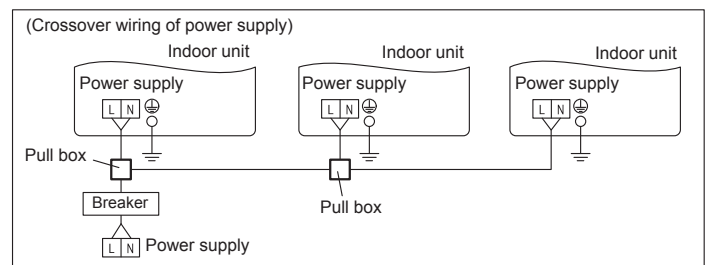 (Crossover wiring of power supply)
Indoor unit
Indoor unit
Indoor unit
Power supply
Power supply
Power supply
L N
L N
L N
Pull box
Pull box
Breaker
L N
Power supply